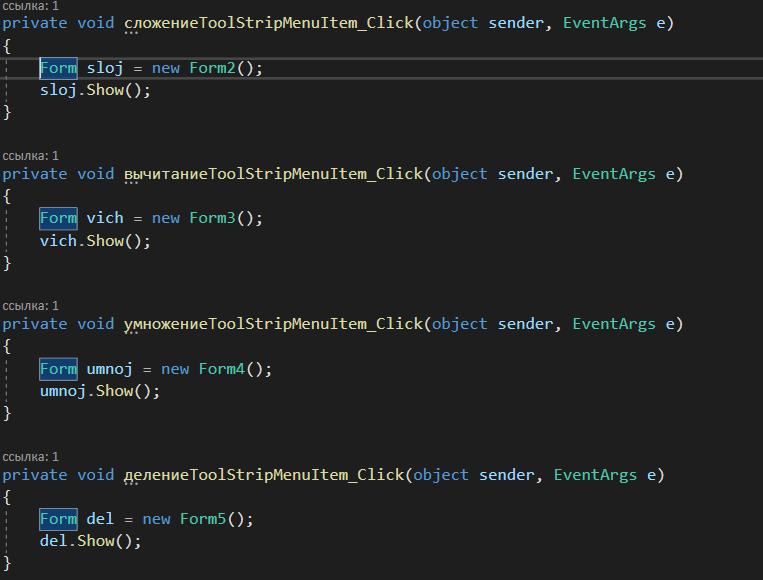 ссылка: 1
private void сложениеToolStripMenuItem_Click(object sender, EventArgs e)
{
Form sloj = new Form2();
sloj.Show();
}
ссылка: 1
private void вычитаниеToolStripMenuItem_Click(object sender, EventArgs e)
{
Form vich = new Form3();
vich.Show();
}
ссылка: 1
private void умножениеToolStripMenuItem_Click(object sender, EventArgs e)
{
Form umnoj = new Form4();
umnoj.Show();
}
ссылка: 1
private void делениеToolStripMenuItem_Click(object sender, EventArgs e)
{
Form del = new Form5();
del.Show();
}